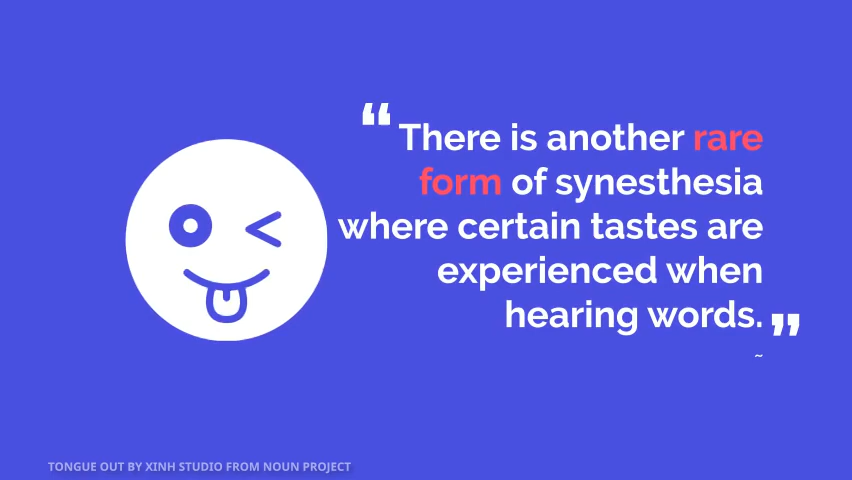 “ There is another rare
form of synesthesia
where certain tastes are
experienced when
hearing words. ”
~
TONGUE OUT BY XINH STUDIO FROM NOUN PROJECT